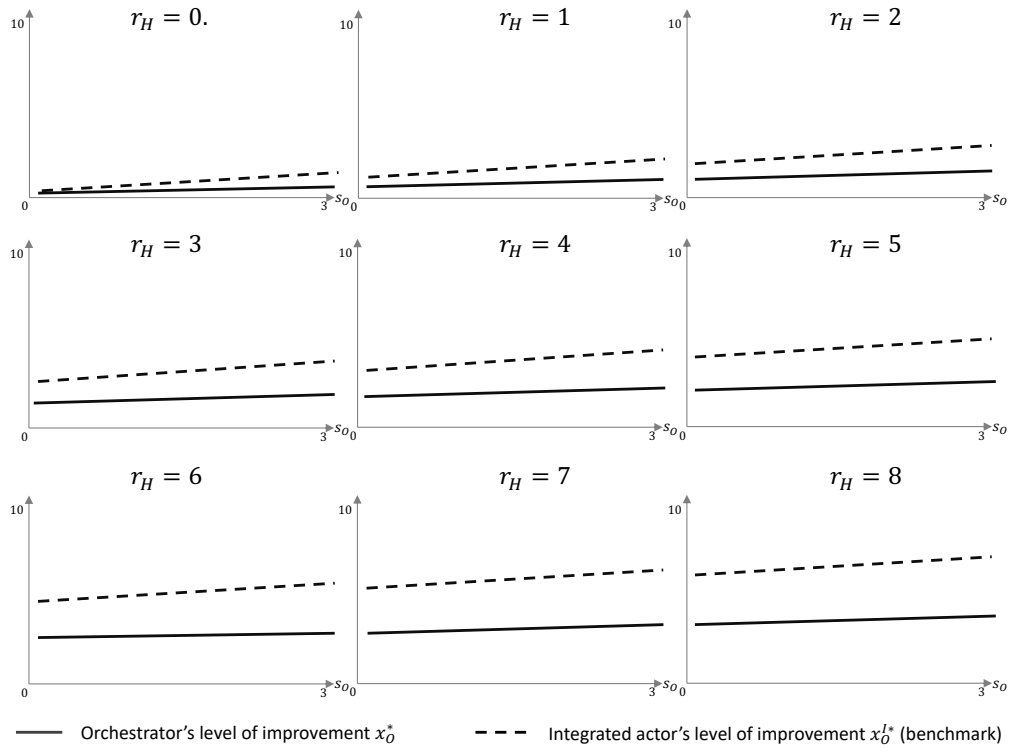 r_H = 0.
r_H = 1
r_H = 2
10
10
10
0
3
s_O
0
3
s_O
0
3
s_O
r_H = 3
r_H = 4
r_H = 5
10
10
10
0
3
s_O
0
3
s_O
0
3
s_O
r_H = 6
r_H = 7
r_H = 8
10
10
10
0
3
s_O
0
3
s_O
0
3
s_O
Orchestrator's level of improvement x_O^*
Integrated actor's level of improvement x_O^{I*} (benchmark)